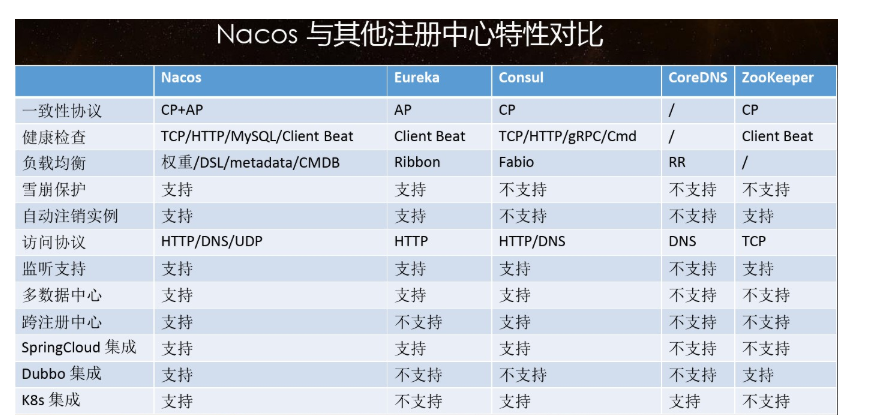 Nacos 与其他注册中心特性对比
Nacos Eureka Consul CoreDNS ZooKeeper
一致性协议 CP+AP AP CP / CP
健康检查 TCP/HTTP/MySQL/Client Beat Client Beat TCP/HTTP/gRPC/Cmd / Client Beat
负载均衡 权重/DSL/metadata/CMDB Ribbon Fabio RR /
雪崩保护 支持 支持 不支持 不支持 不支持
自动注销实例 支持 支持 不支持 不支持 支持
访问协议 HTTP/DNS/UDP HTTP HTTP/DNS DNS TCP
监听支持 支持 支持 支持 不支持 支持
多数据中心 支持 支持 支持 不支持 不支持
跨注册中心 支持 不支持 支持 不支持 不支持
SpringCloud 集成 支持 支持 支持 不支持 不支持
Dubbo 集成 支持 不支持 不支持 不支持 支持
K8s 集成 支持 不支持 支持 支持 不支持